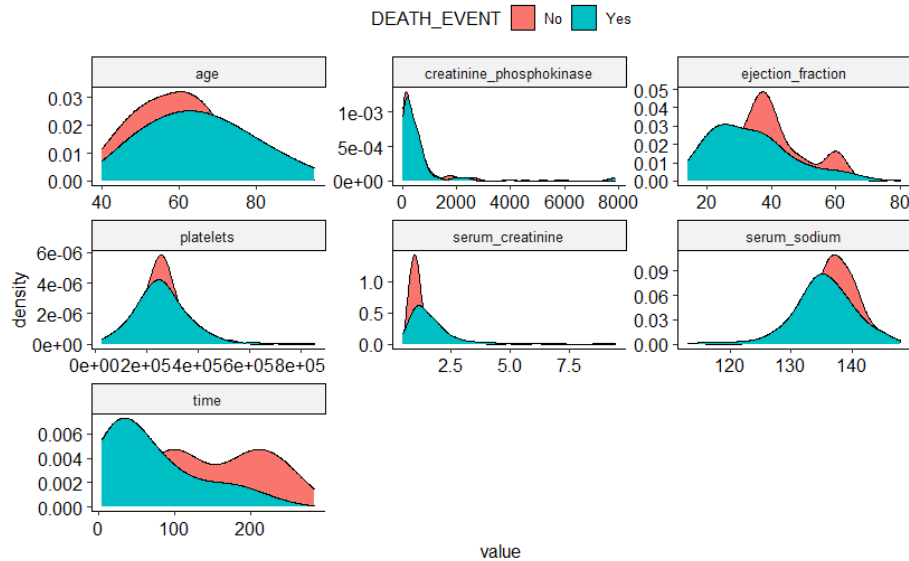 DEATH_EVENT No Yes
age creatinine_phosphokinase ejection_fraction
0.03
0.02
0.01
0.00
40 60 80
1e-03
5e-04
0e+00
0 2000 4000 6000 8000
0.05
0.04
0.03
0.02
0.01
0.00
20 40 60 80
platelets serum_creatinine serum_sodium
6e-06
4e-06
2e-06
0e+00
0e+002e+054e+056e+058e+05
1.0
0.5
0.0
2.5 5.0 7.5
0.09
0.06
0.03
0.00
120 130 140
time
0.006
0.004
0.002
0.000
0 100 200
density
value